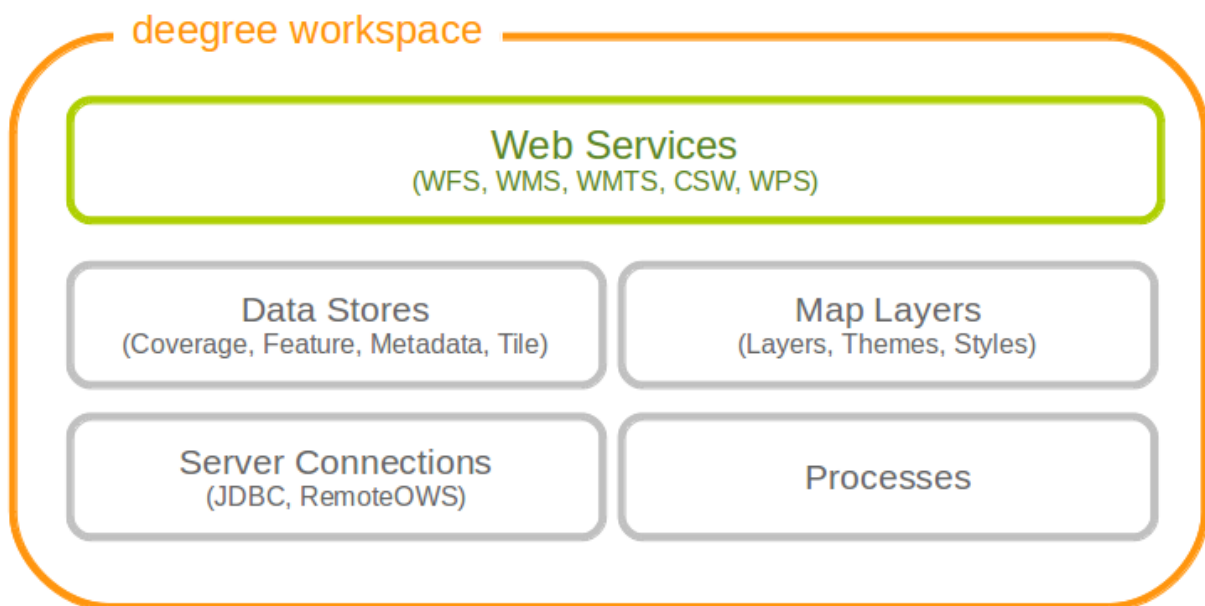 deegree workspace
Web Services
(WFS, WMS, WMTS, CSW, WPS)
Data Stores
(Coverage, Feature, Metadata, Tile)
Map Layers
(Layers, Themes, Styles)
Server Connections
(JDBC, RemoteOWS)
Processes